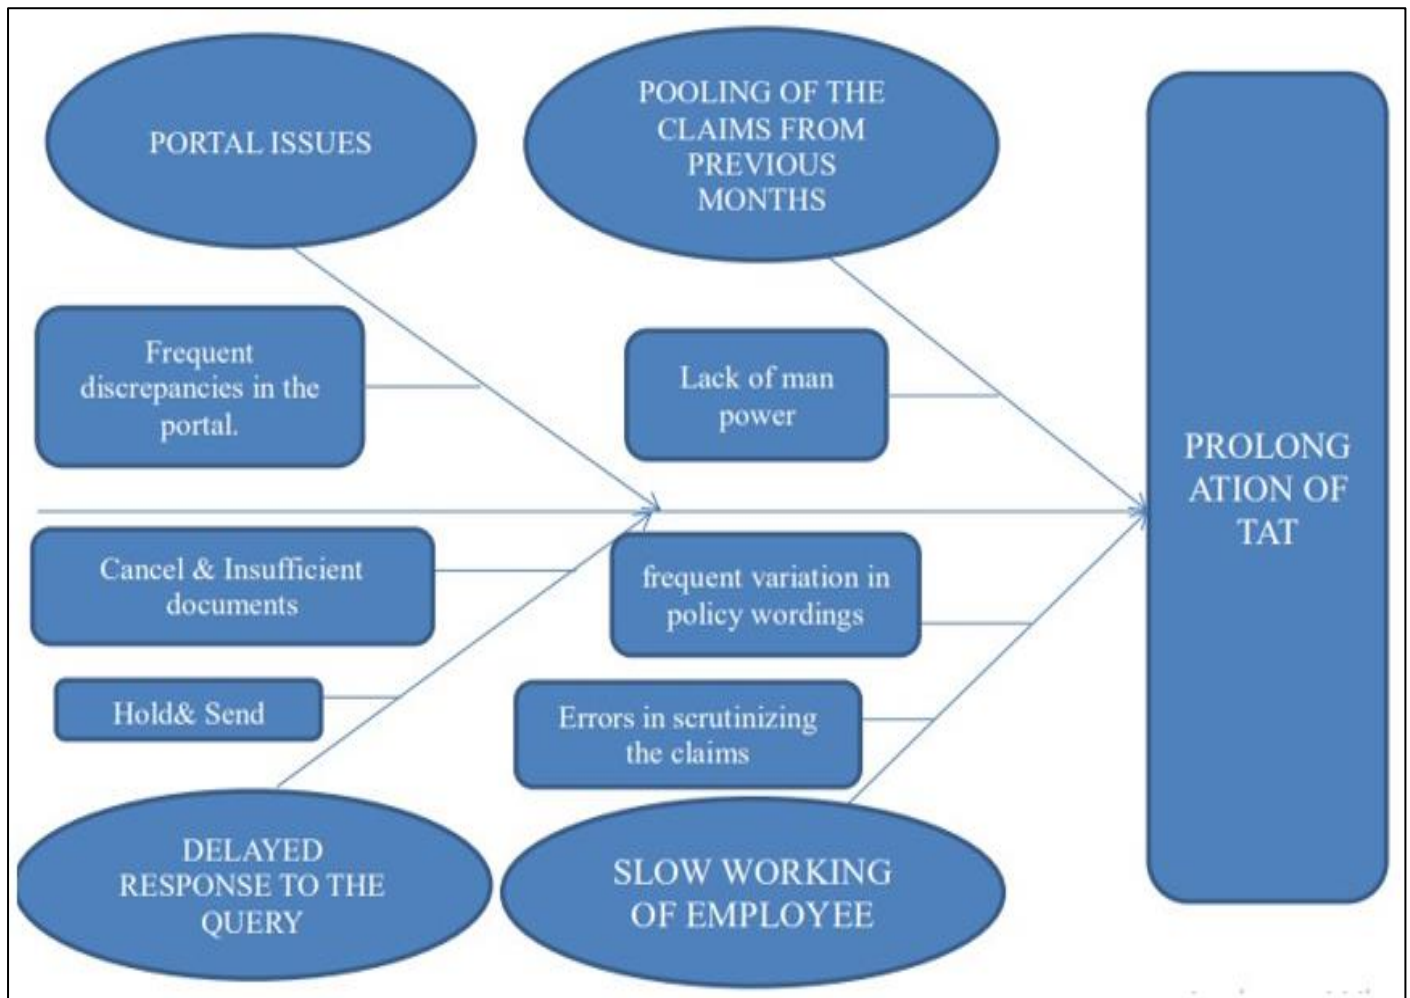 PORTAL ISSUES
POOLING OF THE
CLAIMS FROM
PREVIOUS
MONTHS
Frequent
discrepancies in the
portal.
Lack of man
power
PROLONG
ATION OF
TAT
Cancel & Insufficient
documents
frequent variation in
policy wordings
Hold& Send
Errors in scrutinizing
the claims
DELAYED
RESPONSE TO THE
QUERY
SLOW WORKING
OF EMPLOYEE